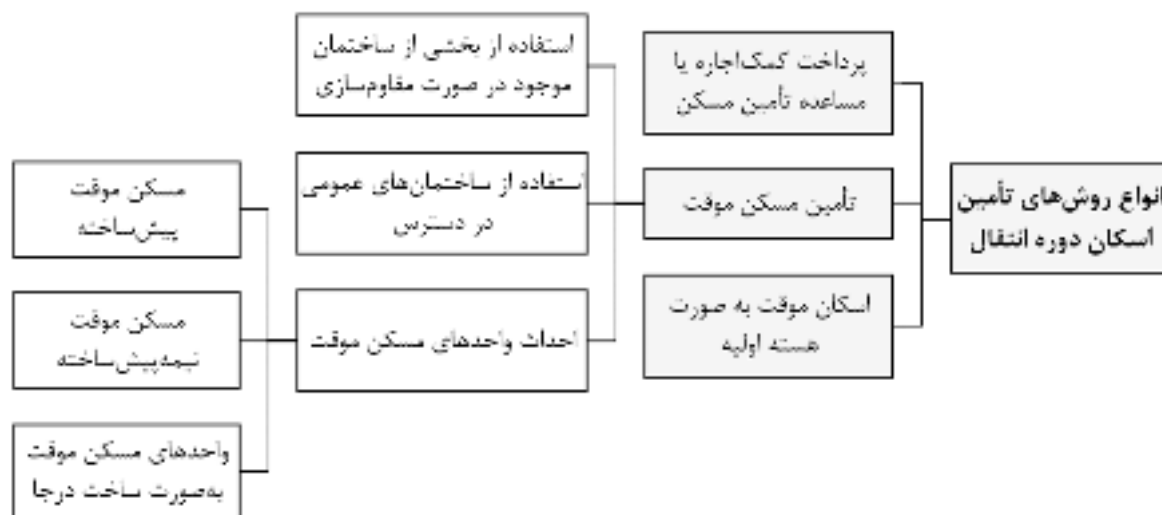 انواع روش‌های تأمین
اسکان دوره انتقال
پرداخت کمک‌اجاره یا
مساعده تأمین مسکن
تأمین مسکن موقت
اسکان موقت به صورت
هسته اولیه
استفاده از بخشی از ساختمان
موجود در صورت مقاوم‌سازی
استفاده از ساختمان‌های عمومی
در دسترس
احداث واحدهای مسکن موقت
مسکن موقت
پیش‌ساخته
مسکن موقت
نیمه‌پیش‌ساخته
واحدهای مسکن موقت
به‌صورت ساخت درجا